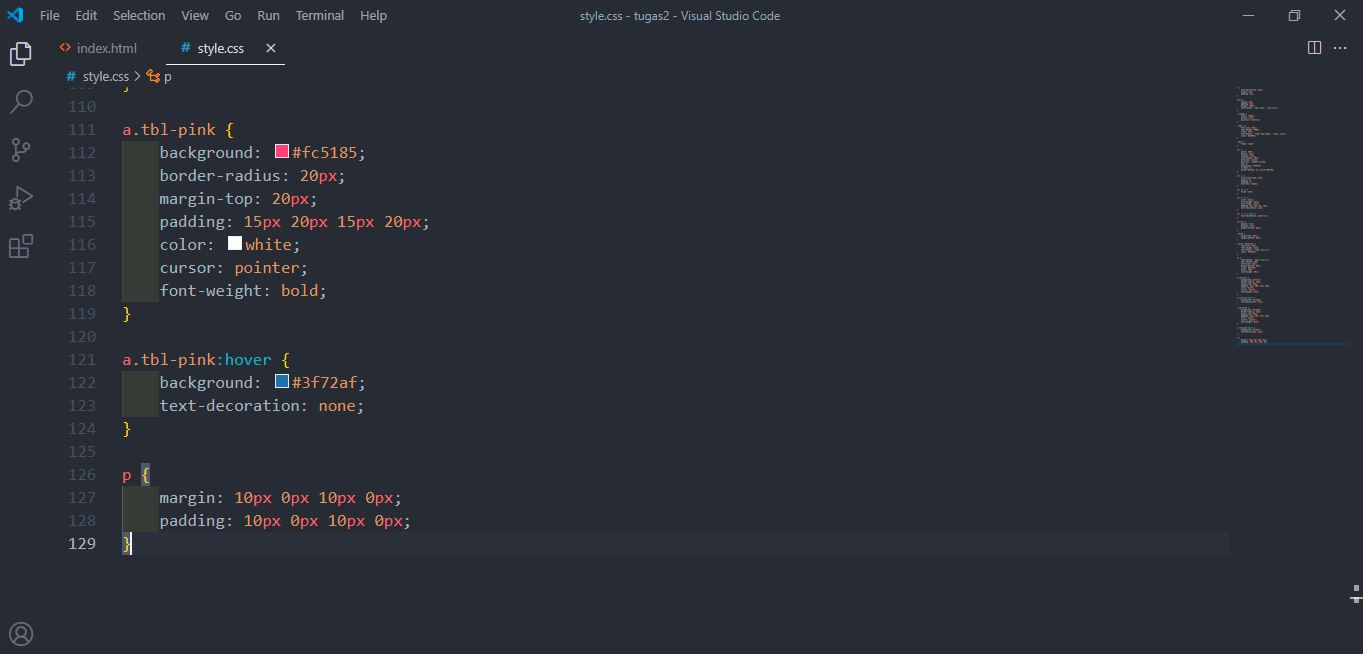 File Edit Selection View Go Run Terminal Help style.css - tugas2 - Visual Studio Code
<> index.html # style.css ×
# style.css > p
}
110
111 a.tbl-pink {
112 background: #fc5185;
113 border-radius: 20px;
114 margin-top: 20px;
115 padding: 15px 20px 15px 20px;
116 color: white;
117 cursor: pointer;
118 font-weight: bold;
119 }
120
121 a.tbl-pink:hover {
122 background: #3f72af;
123 text-decoration: none;
124 }
125
126 p {
127 margin: 10px 0px 10px 0px;
128 padding: 10px 0px 10px 0px;
129 }